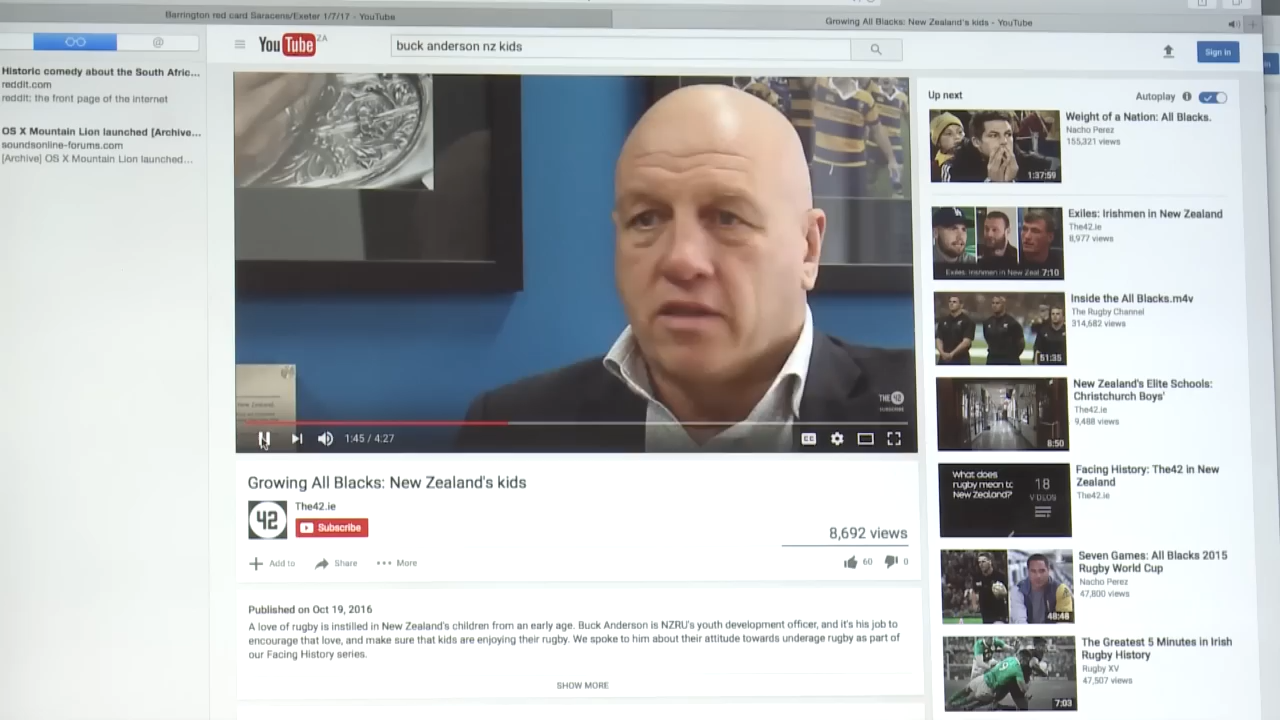 Barrington red card Saracens/Exeter 1/7/17 - YouTube
Growing All Blacks: New Zealand's kids - YouTube
@
Historic comedy about the South Afric...
reddit.com
reddit: the front page of the internet
OS X Mountain Lion launched [Archive...
soundsonline-forums.com
[Archive] OS X Mountain Lion launched...
YouTube ZA
buck anderson nz kids
Sign in
THE 42
SUBSCRIBE
1:45 / 4:27
CC
Growing All Blacks: New Zealand's kids
42
The42.ie
Subscribe
8,692 views
Add to
Share
More
60
0
Published on Oct 19, 2016
A love of rugby is instilled in New Zealand's children from an early age. Buck Anderson is NZRU's youth development officer, and it's his job to
encourage that love, and make sure that kids are enjoying their rugby. We spoke to him about their attitude towards underage rugby as part of
our Facing History series.
SHOW MORE
Up next
Autoplay
Weight of a Nation: All Blacks.
Nacho Perez
155,321 views
1:37:59
Exiles: Irishmen in New Zealand
The42.ie
8,977 views
Exiles: Irishmen in New Zeal 7:10
Inside the All Blacks.m4v
The Rugby Channel
314,682 views
51:35
New Zealand's Elite Schools:
Christchurch Boys'
The42.ie
9,488 views
8:50
Facing History: The42 in New
Zealand
The42.ie
What does
rugby mean to
New Zealand?
18
VIDEOS
Seven Games: All Blacks 2015
Rugby World Cup
Nacho Perez
47,800 views
48:48
The Greatest 5 Minutes in Irish
Rugby History
Rugby XV
47,507 views
7:03